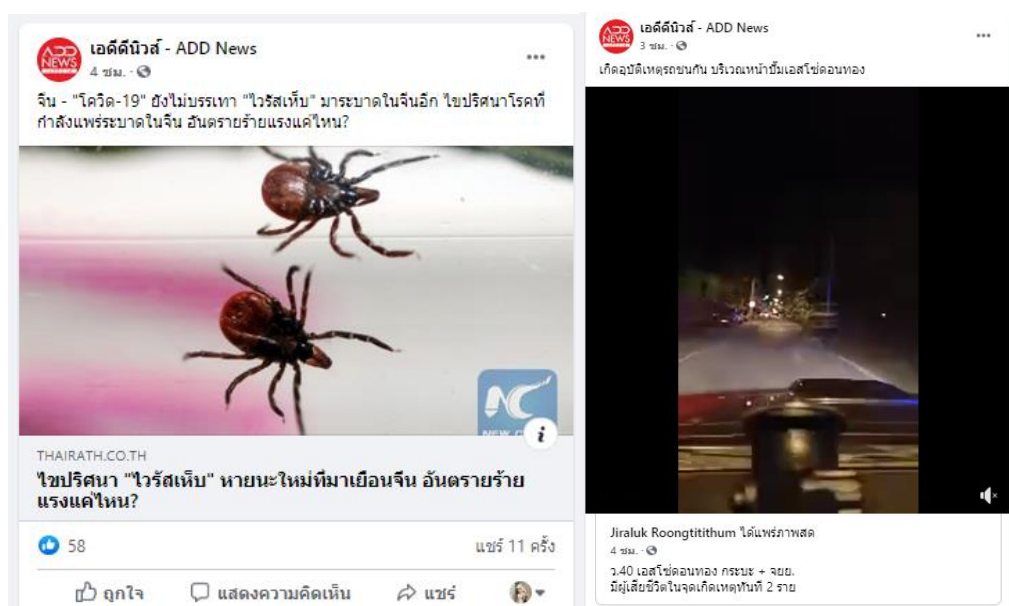 เอดีดีนิวส์ - ADD News
4 ชม.
จีน - "โควิด-19" ยังไม่บรรเทา "ไวรัสเห็บ" มาระบาดในจีนอีก ไขปริศนาโรคที่
กำลังแพร่ระบาดในจีน อันตรายร้ายแรงแค่ไหน?
THAIRATH.CO.TH
ไขปริศนา "ไวรัสเห็บ" หายนะใหม่ที่มาเยือนจีน อันตรายร้าย
แรงแค่ไหน?
58
แชร์ 11 ครั้ง
ถูกใจ
แสดงความคิดเห็น
แชร์
ADD
NEWS
เอดีดีนิวส์ - ADD News
3 ชม.
เกิดอุบัติเหตุรถชนกัน บริเวณหน้าปั๊มเอสโซ่ดอนทอง
Jiraluk Roongtitithum ได้แพร่ภาพสด
4 ชม.
ว.40 เอสโซ่ดอนทอง กระบะ + จยย.
มีผู้เสียชีวิตในจุดเกิดเหตุทันที 2 ราย
ADD
NEWS